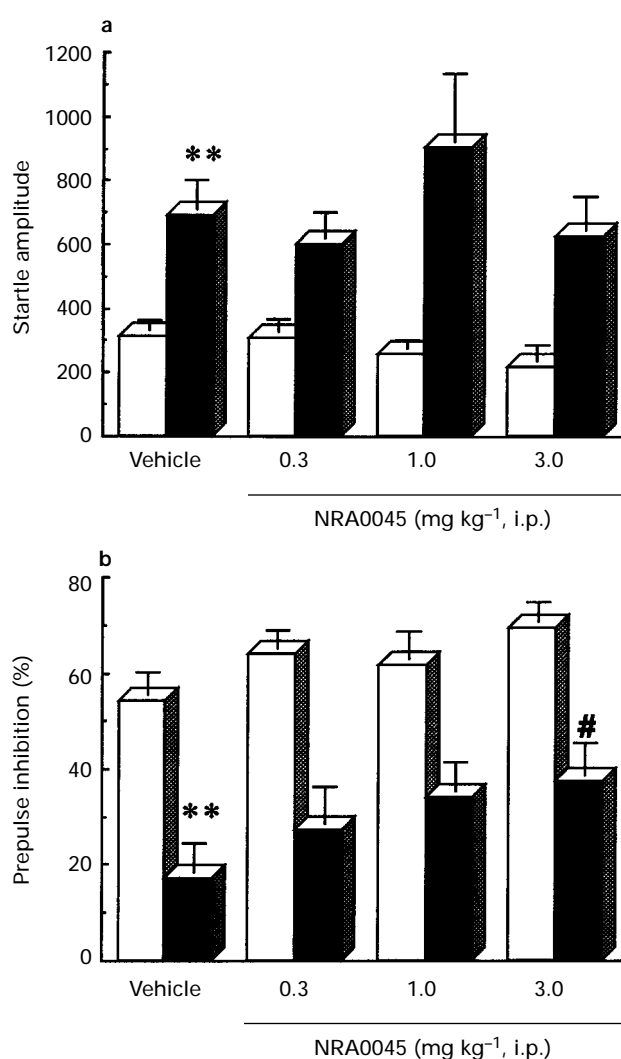 a
1200
1000
800
600
400
200
0
Startle amplitude
**
Vehicle 0.3 1.0 3.0
NRA0045 (mg kg⁻¹, i.p.)
b
80
60
40
20
0
Prepulse inhibition (%)
**
#
Vehicle 0.3 1.0 3.0
NRA0045 (mg kg⁻¹, i.p.)